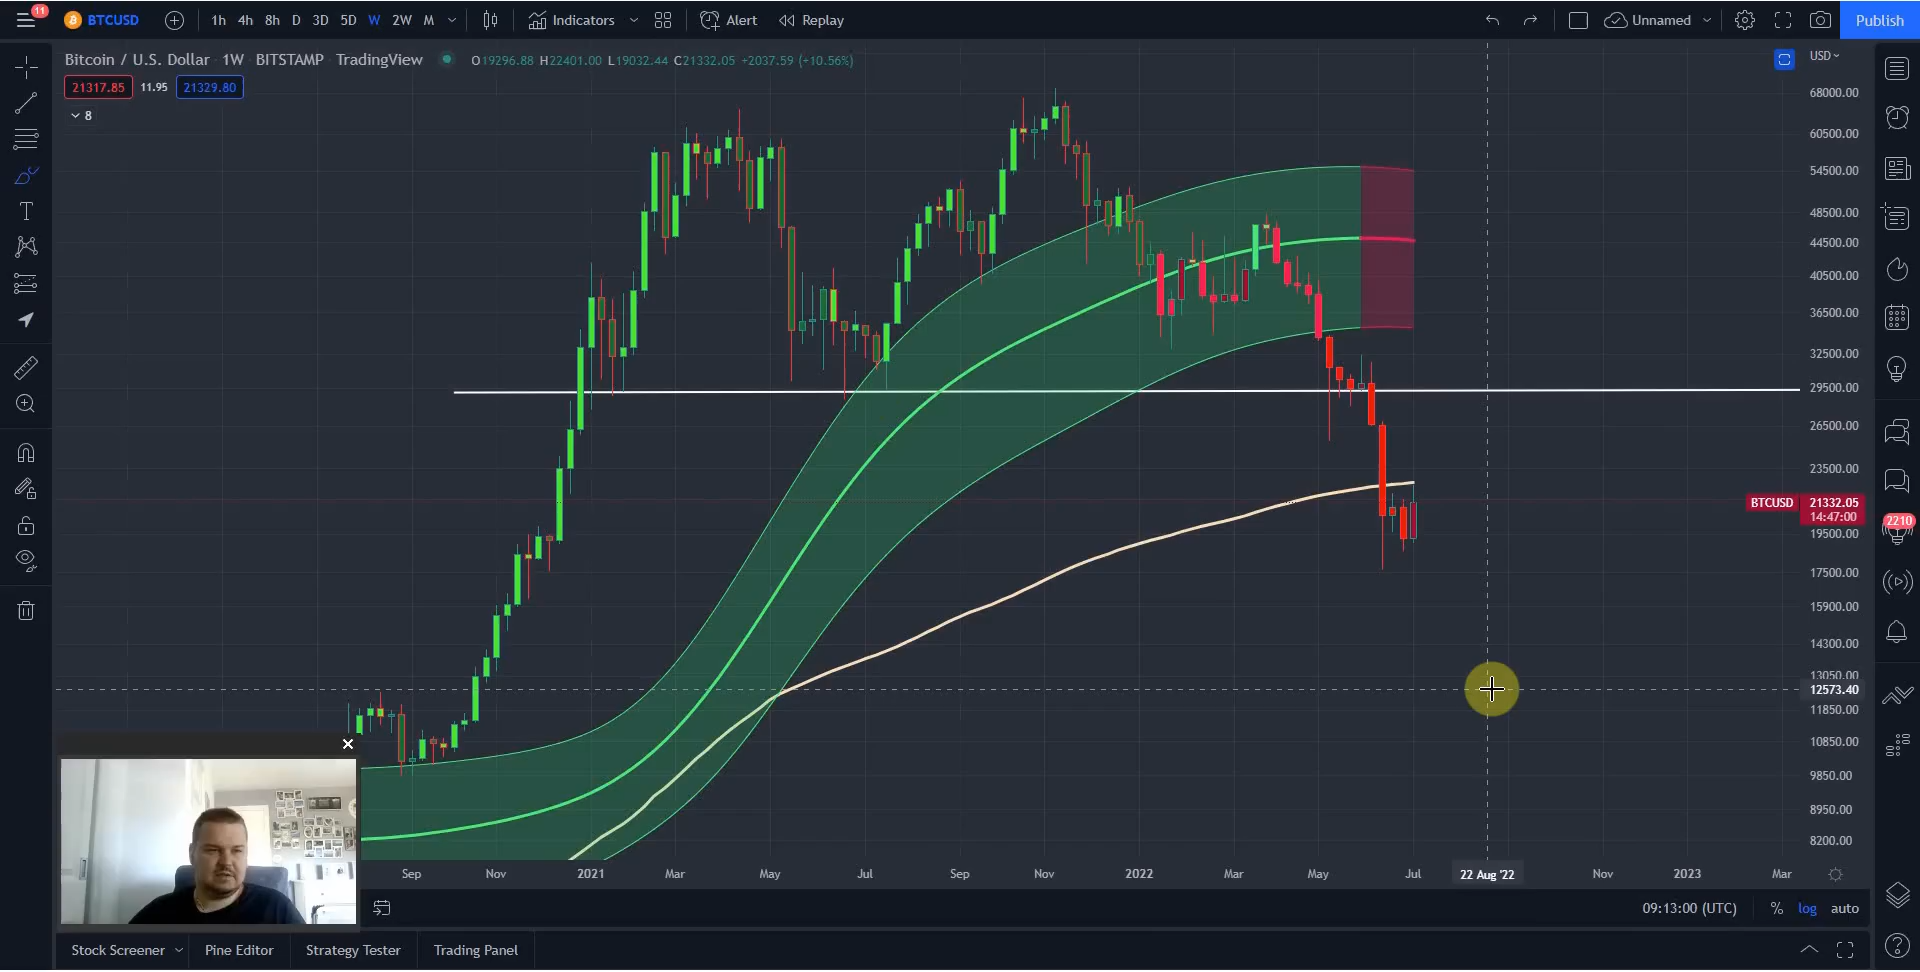 11
BTCUSD
1h 4h 8h D 3D 5D W 2W M
Indicators
Alert
Replay
Unnamed
Publish
Bitcoin / U.S. Dollar 1W BITSTAMP TradingView
O19296.88 H22401.00 L19032.44 C21332.05 +2037.59 (+10.56%)
21317.85 11.95 21329.80
8
USD
68000.00
60500.00
54500.00
48500.00
44500.00
40500.00
36500.00
32500.00
29500.00
26500.00
23500.00
BTCUSD 21332.05
14:47:00
19500.00
17500.00
15900.00
14300.00
13050.00
12573.40
11850.00
10850.00
9850.00
8950.00
8200.00
2210
Sep Nov 2021 Mar May Jul Sep Nov 2022 Mar May Jul 22 Aug '22 Nov 2023 Mar
09:13:00 (UTC) % log auto
Stock Screener Pine Editor Strategy Tester Trading Panel